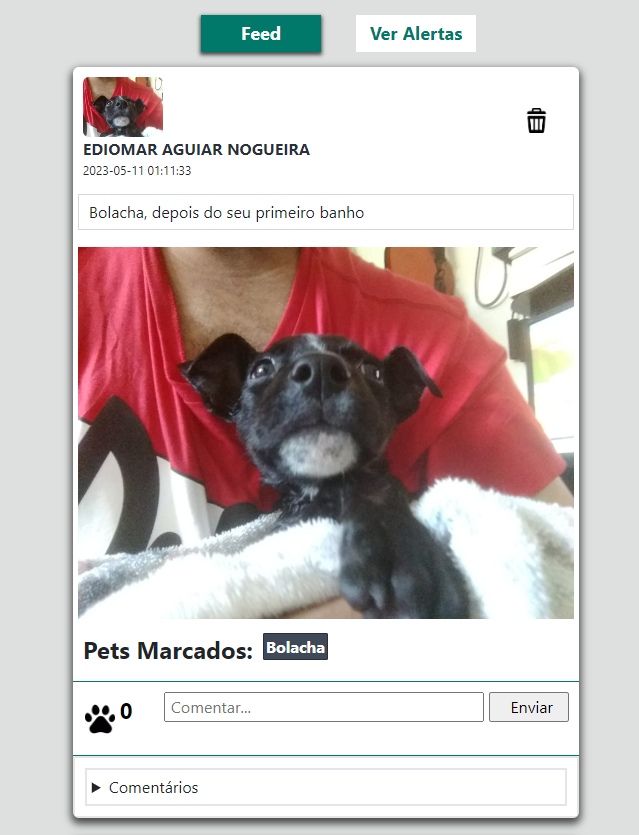 Feed
Ver Alertas
EDIOMAR AGUIAR NOGUEIRA
2023-05-11 01:11:33
Bolacha, depois do seu primeiro banho
Pets Marcados: Bolacha
0
Comentar...
Enviar
Comentários